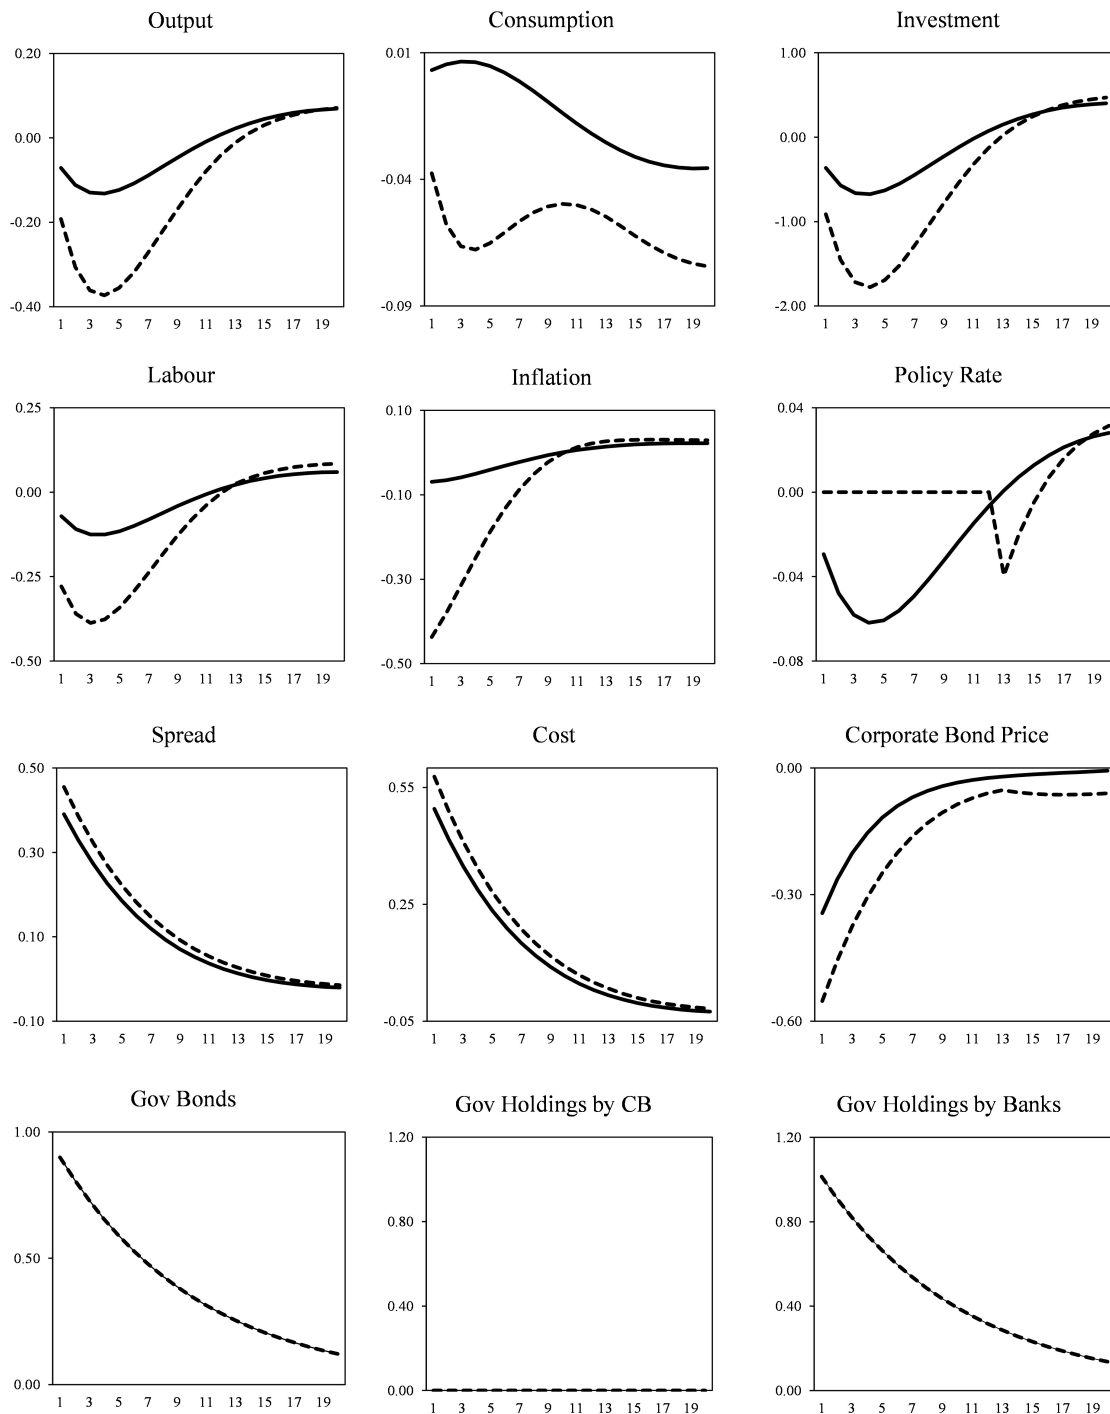 Output
0.20
0.00
-0.20
-0.40
1 3 5 7 9 11 13 15 17 19
Consumption
0.01
-0.04
-0.09
1 3 5 7 9 11 13 15 17 19
Investment
1.00
0.00
-1.00
-2.00
1 3 5 7 9 11 13 15 17 19
Labour
0.25
0.00
-0.25
-0.50
1 3 5 7 9 11 13 15 17 19
Inflation
0.10
-0.10
-0.30
-0.50
1 3 5 7 9 11 13 15 17 19
Policy Rate
0.04
0.00
-0.04
-0.08
1 3 5 7 9 11 13 15 17 19
Spread
0.50
0.30
0.10
-0.10
1 3 5 7 9 11 13 15 17 19
Cost
0.55
0.25
-0.05
1 3 5 7 9 11 13 15 17 19
Corporate Bond Price
0.00
-0.30
-0.60
1 3 5 7 9 11 13 15 17 19
Gov Bonds
1.00
0.50
0.00
1 3 5 7 9 11 13 15 17 19
Gov Holdings by CB
1.20
0.80
0.40
0.00
1 3 5 7 9 11 13 15 17 19
Gov Holdings by Banks
1.20
0.80
0.40
0.00
1 3 5 7 9 11 13 15 17 19